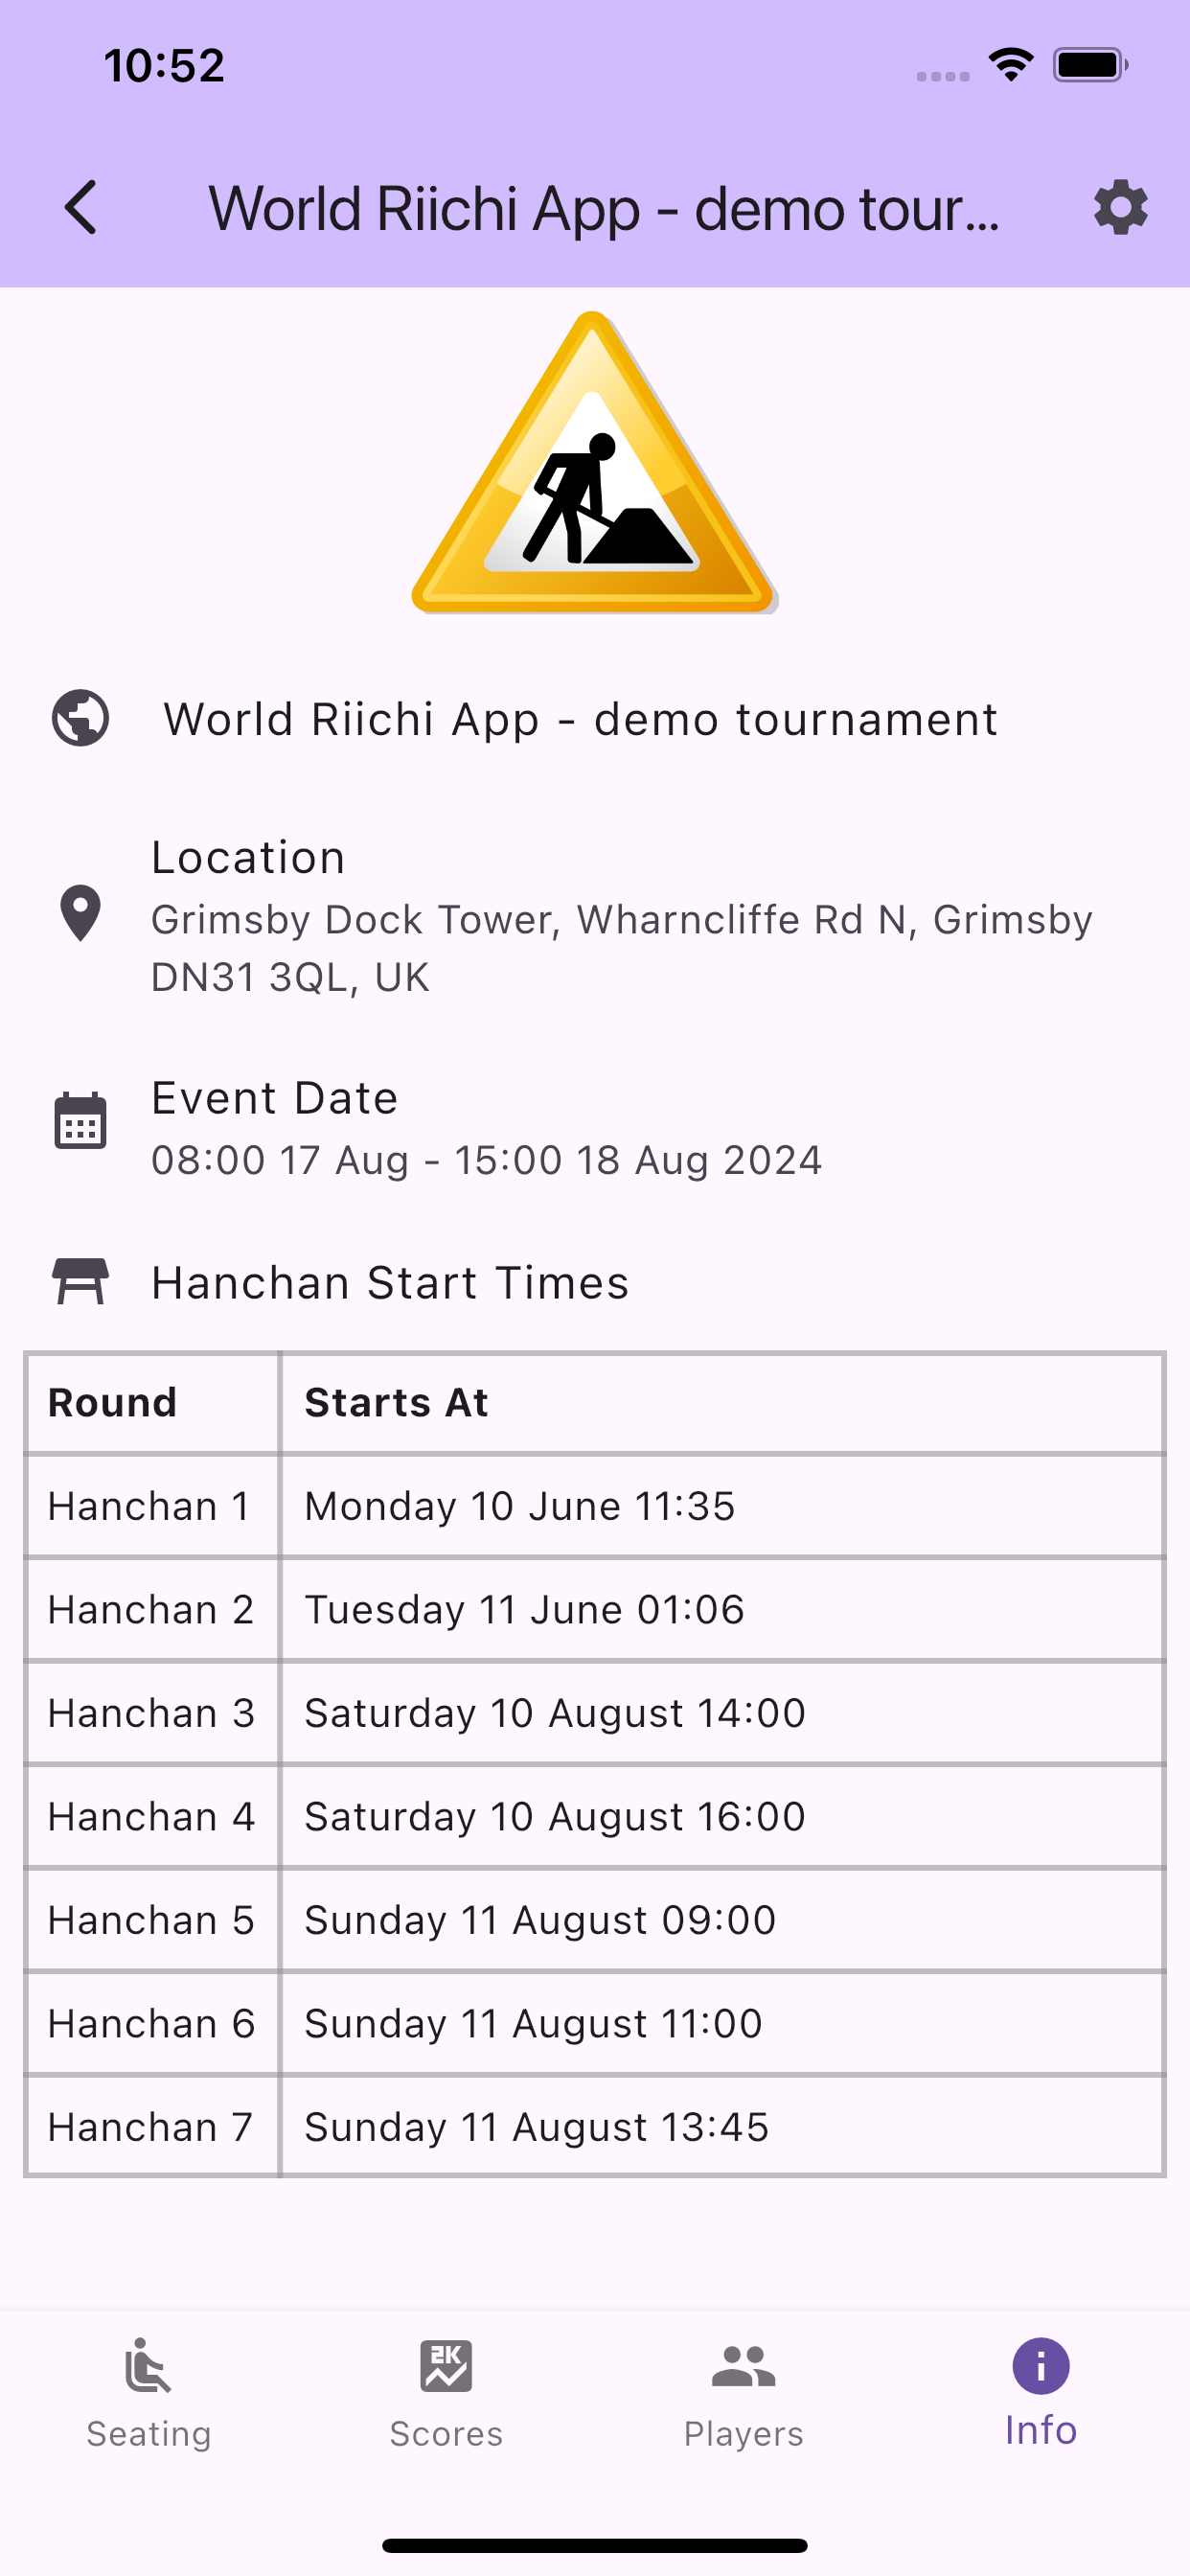 10:52
World Riichi App - demo tour...
World Riichi App - demo tournament
Location
Grimsby Dock Tower, Wharncliffe Rd N, Grimsby
DN31 3QL, UK
Event Date
08:00 17 Aug - 15:00 18 Aug 2024
Hanchan Start Times
Round Starts At
Hanchan 1 Monday 10 June 11:35
Hanchan 2 Tuesday 11 June 01:06
Hanchan 3 Saturday 10 August 14:00
Hanchan 4 Saturday 10 August 16:00
Hanchan 5 Sunday 11 August 09:00
Hanchan 6 Sunday 11 August 11:00
Hanchan 7 Sunday 11 August 13:45
2K
Seating Scores Players Info